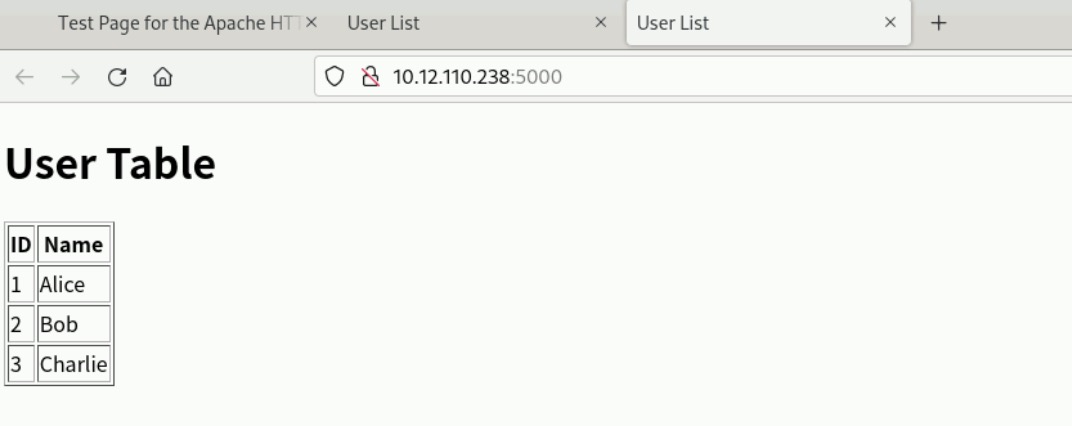 Test Page for the Apache HT User List User List
10.12.110.238:5000
User Table
ID Name
1 Alice
2 Bob
3 Charlie